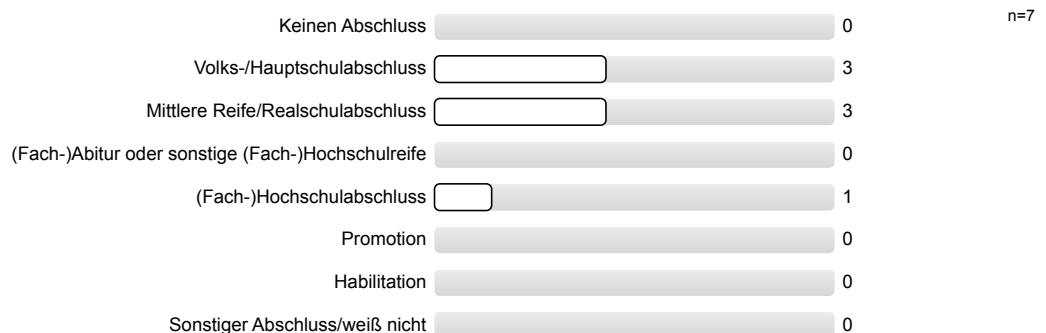 n=7
Keinen Abschluss 0
Volks-/Hauptschulabschluss 3
Mittlere Reife/Realschulabschluss 3
(Fach-)Abitur oder sonstige (Fach-)Hochschulreife 0
(Fach-)Hochschulabschluss 1
Promotion 0
Habilitation 0
Sonstiger Abschluss/weiß nicht 0